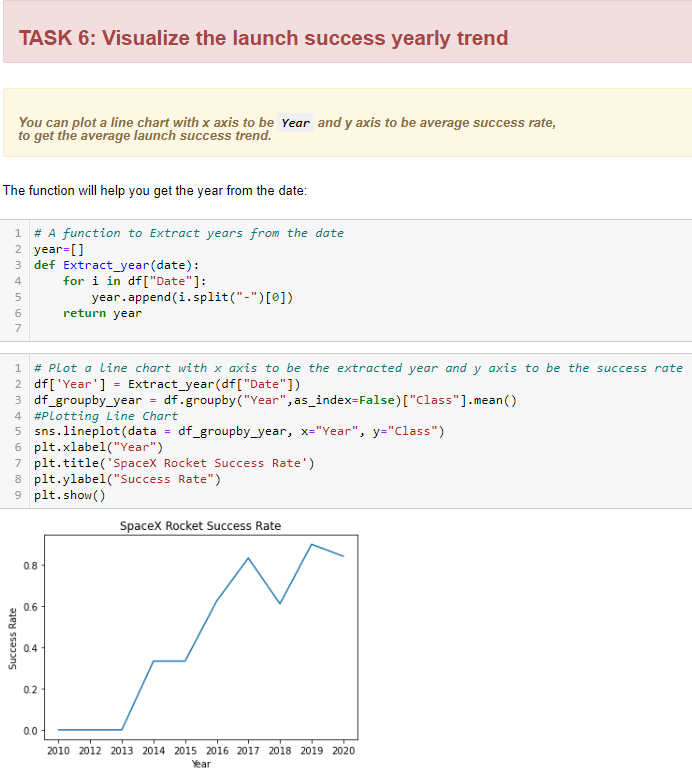 TASK 6: Visualize the launch success yearly trend
You can plot a line chart with x axis to be Year and y axis to be average success rate,
to get the average launch success trend.
The function will help you get the year from the date:
1 # A function to Extract years from the date
2 year=[]
3 def Extract_year(date):
4     for i in df["Date"]:
5         year.append(i.split("-")[0])
6     return year
7
1 # Plot a line chart with x axis to be the extracted year and y axis to be the success rate
2 df['Year'] = Extract_year(df["Date"])
3 df_groupby_year = df.groupby("Year",as_index=False)["Class"].mean()
4 #Plotting Line Chart
5 sns.lineplot(data = df_groupby_year, x="Year", y="Class")
6 plt.xlabel("Year")
7 plt.title('SpaceX Rocket Success Rate')
8 plt.ylabel("Success Rate")
9 plt.show()
SpaceX Rocket Success Rate
Success Rate
0.8
0.6
0.4
0.2
0.0
2010 2012 2013 2014 2015 2016 2017 2018 2019 2020
Year